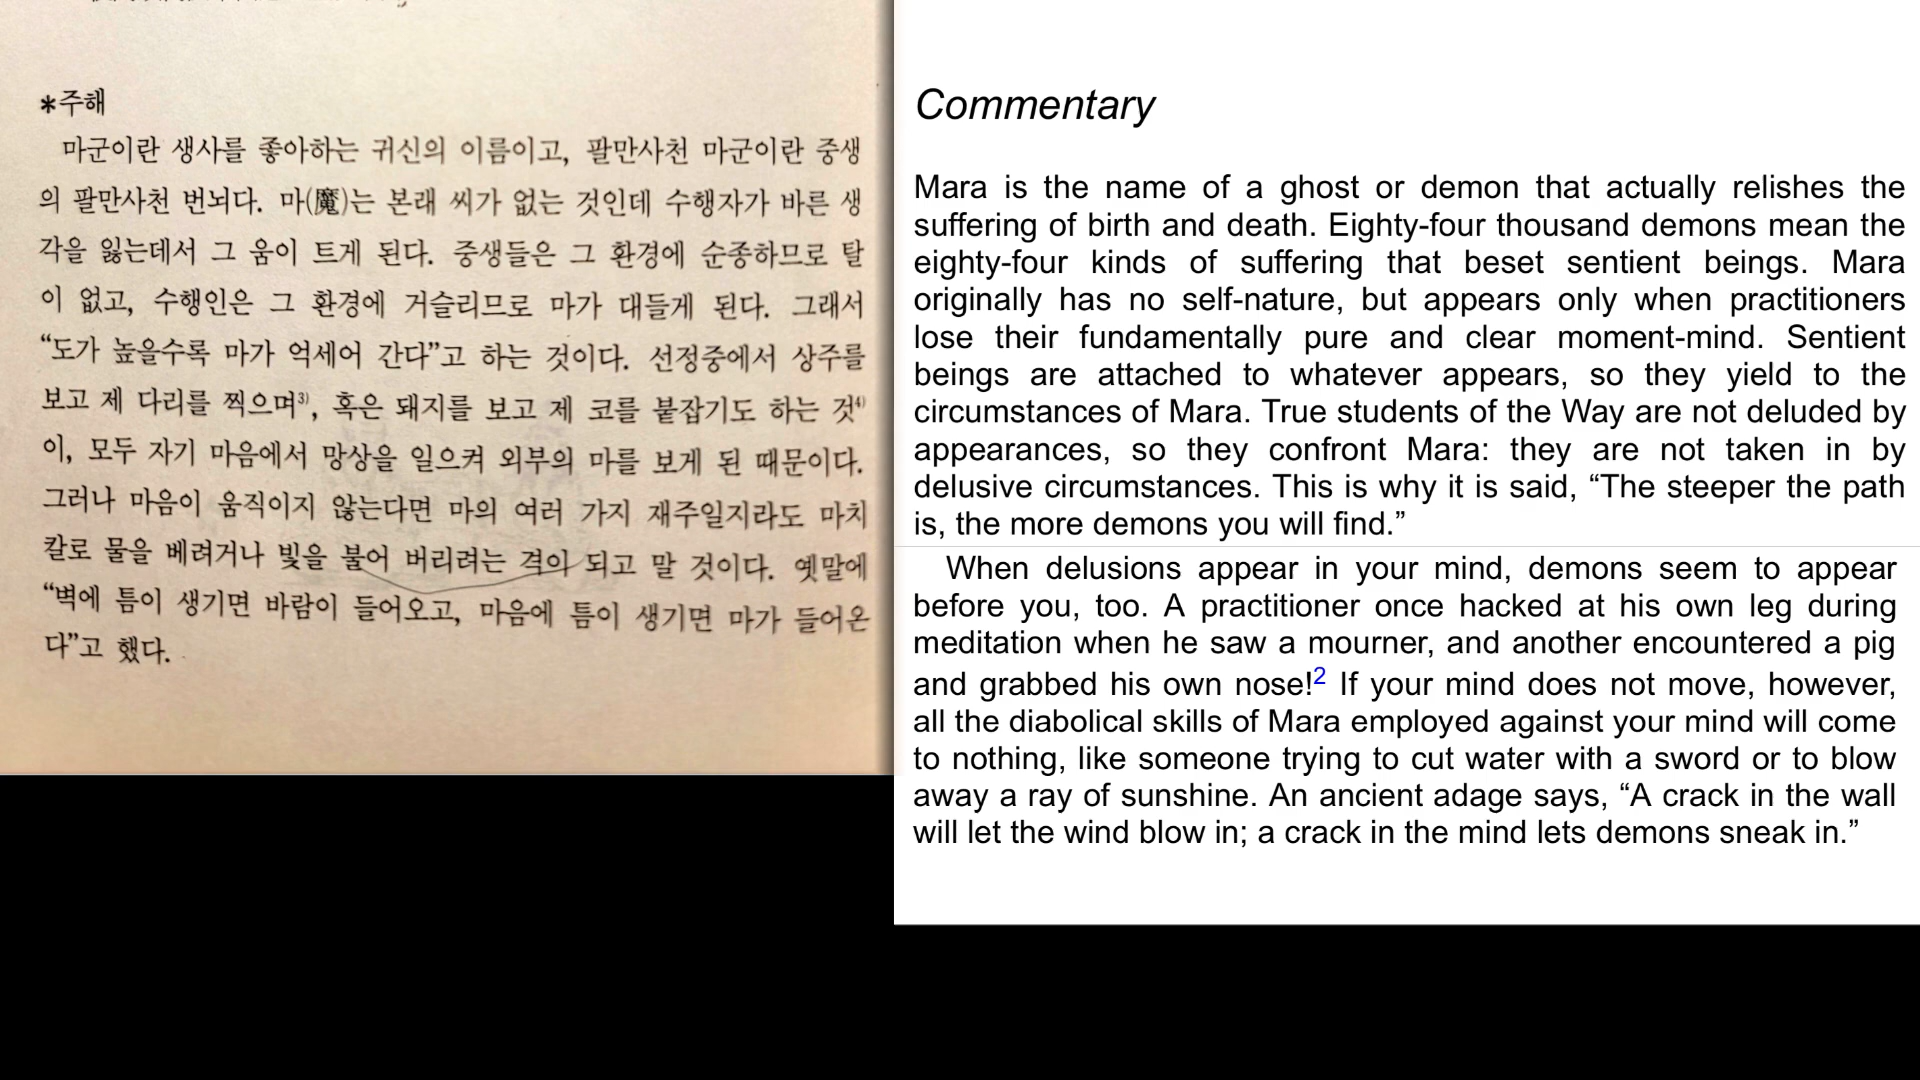 *주해
마군이란 생사를 좋아하는 귀신의 이름이고, 팔만사천 마군이란 중생
의 팔만사천 번뇌다. 마(魔)는 본래 씨가 없는 것인데 수행자가 바른 생
각을 잃는데서 그 움이 트게 된다. 중생들은 그 환경에 순종하므로 탈
이 없고, 수행인은 그 환경에 거슬리므로 마가 대들게 된다. 그래서
“도가 높을수록 마가 억세어 간다”고 하는 것이다. 선정중에서 상주를
보고 제 다리를 찍으며3), 혹은 돼지를 보고 제 코를 붙잡기도 하는 것4)
이, 모두 자기 마음에서 망상을 일으켜 외부의 마를 보게 된 때문이다.
그러나 마음이 움직이지 않는다면 마의 여러 가지 재주일지라도 마치
칼로 물을 베려거나 빛을 불어 버리려는 격이 되고 말 것이다. 옛말에
“벽에 틈이 생기면 바람이 들어오고, 마음에 틈이 생기면 마가 들어온
다”고 했다.
Commentary
Mara is the name of a ghost or demon that actually relishes the
suffering of birth and death. Eighty-four thousand demons mean the
eighty-four kinds of suffering that beset sentient beings. Mara
originally has no self-nature, but appears only when practitioners
lose their fundamentally pure and clear moment-mind. Sentient
beings are attached to whatever appears, so they yield to the
circumstances of Mara. True students of the Way are not deluded by
appearances, so they confront Mara: they are not taken in by
delusive circumstances. This is why it is said, “The steeper the path
is, the more demons you will find.”
When delusions appear in your mind, demons seem to appear
before you, too. A practitioner once hacked at his own leg during
meditation when he saw a mourner, and another encountered a pig
and grabbed his own nose!2 If your mind does not move, however,
all the diabolical skills of Mara employed against your mind will come
to nothing, like someone trying to cut water with a sword or to blow
away a ray of sunshine. An ancient adage says, “A crack in the wall
will let the wind blow in; a crack in the mind lets demons sneak in.”